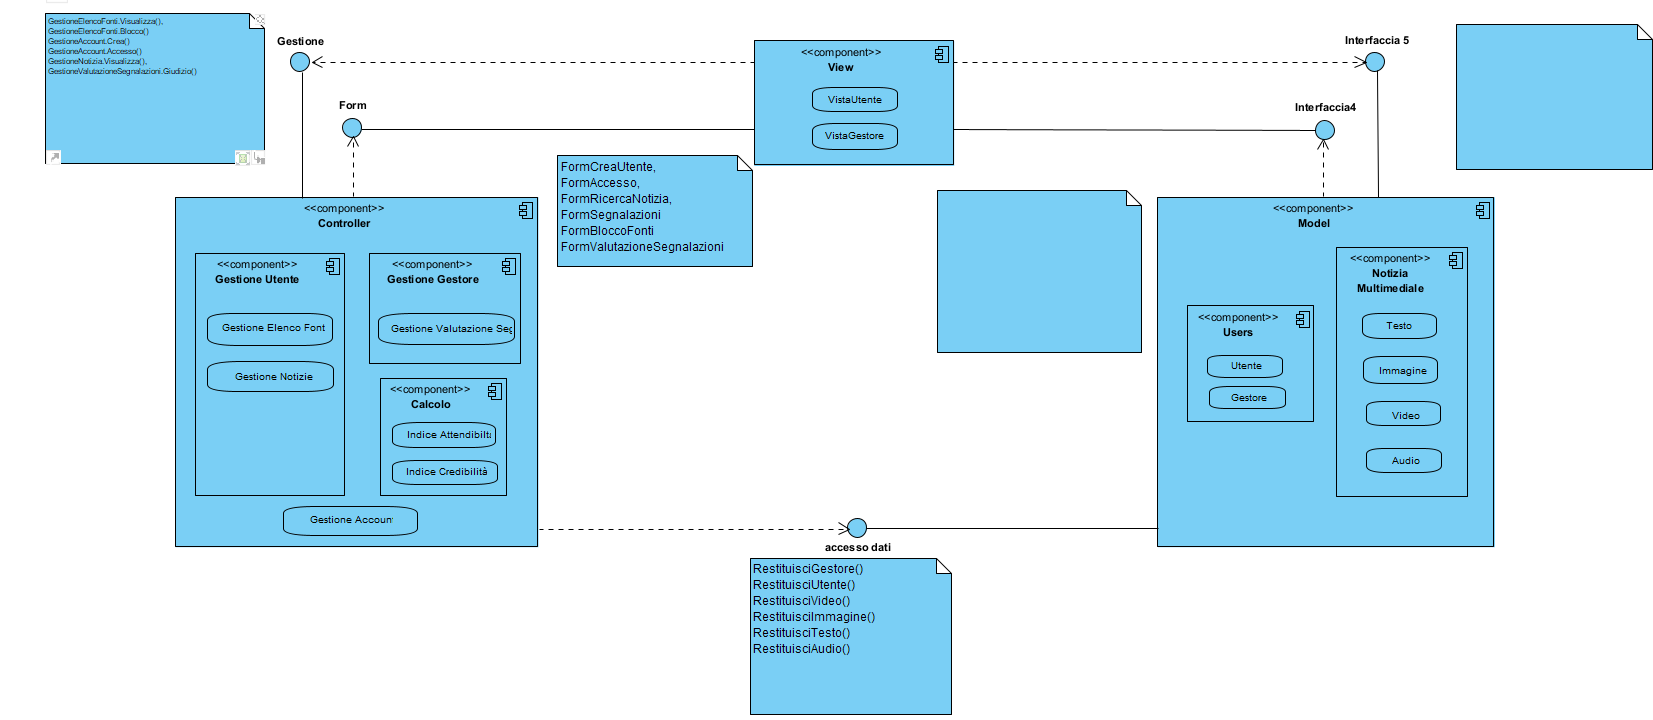 GestioneElencoFonti.Visualizza(),
GestioneElencoFonti.Blocco()
GestioneAccount.Crea()
GestioneAccount.Accesso()
GestioneNotizia.Visualizza(),
GestioneValutazioneSegnalazioni.Giudizio()
Gestione
Form
<<component>>
View
VistaUtente
VistaGestore
Interfaccia 5
Interfaccia4
FormCreaUtente,
FormAccesso,
FormRicercaNotizia,
FormSegnalazioni
FormBloccoFonti
FormValutazioneSegnalazioni
<<component>>
Controller
<<component>>
Gestione Utente
Gestione Elenco Font
Gestione Notizie
<<component>>
Gestione Gestore
Gestione Valutazione Seg
<<component>>
Calcolo
Indice Attendibilt
Indice Credibilità
Gestione Accoun
<<component>>
Model
<<component>>
Users
Utente
Gestore
<<component>>
Notizia
Multimediale
Testo
Immagine
Video
Audio
accesso dati
RestituisciGestore()
RestituisciUtente()
RestituisciVideo()
RestituisciImmagine()
RestituisciTesto()
RestituisciAudio()